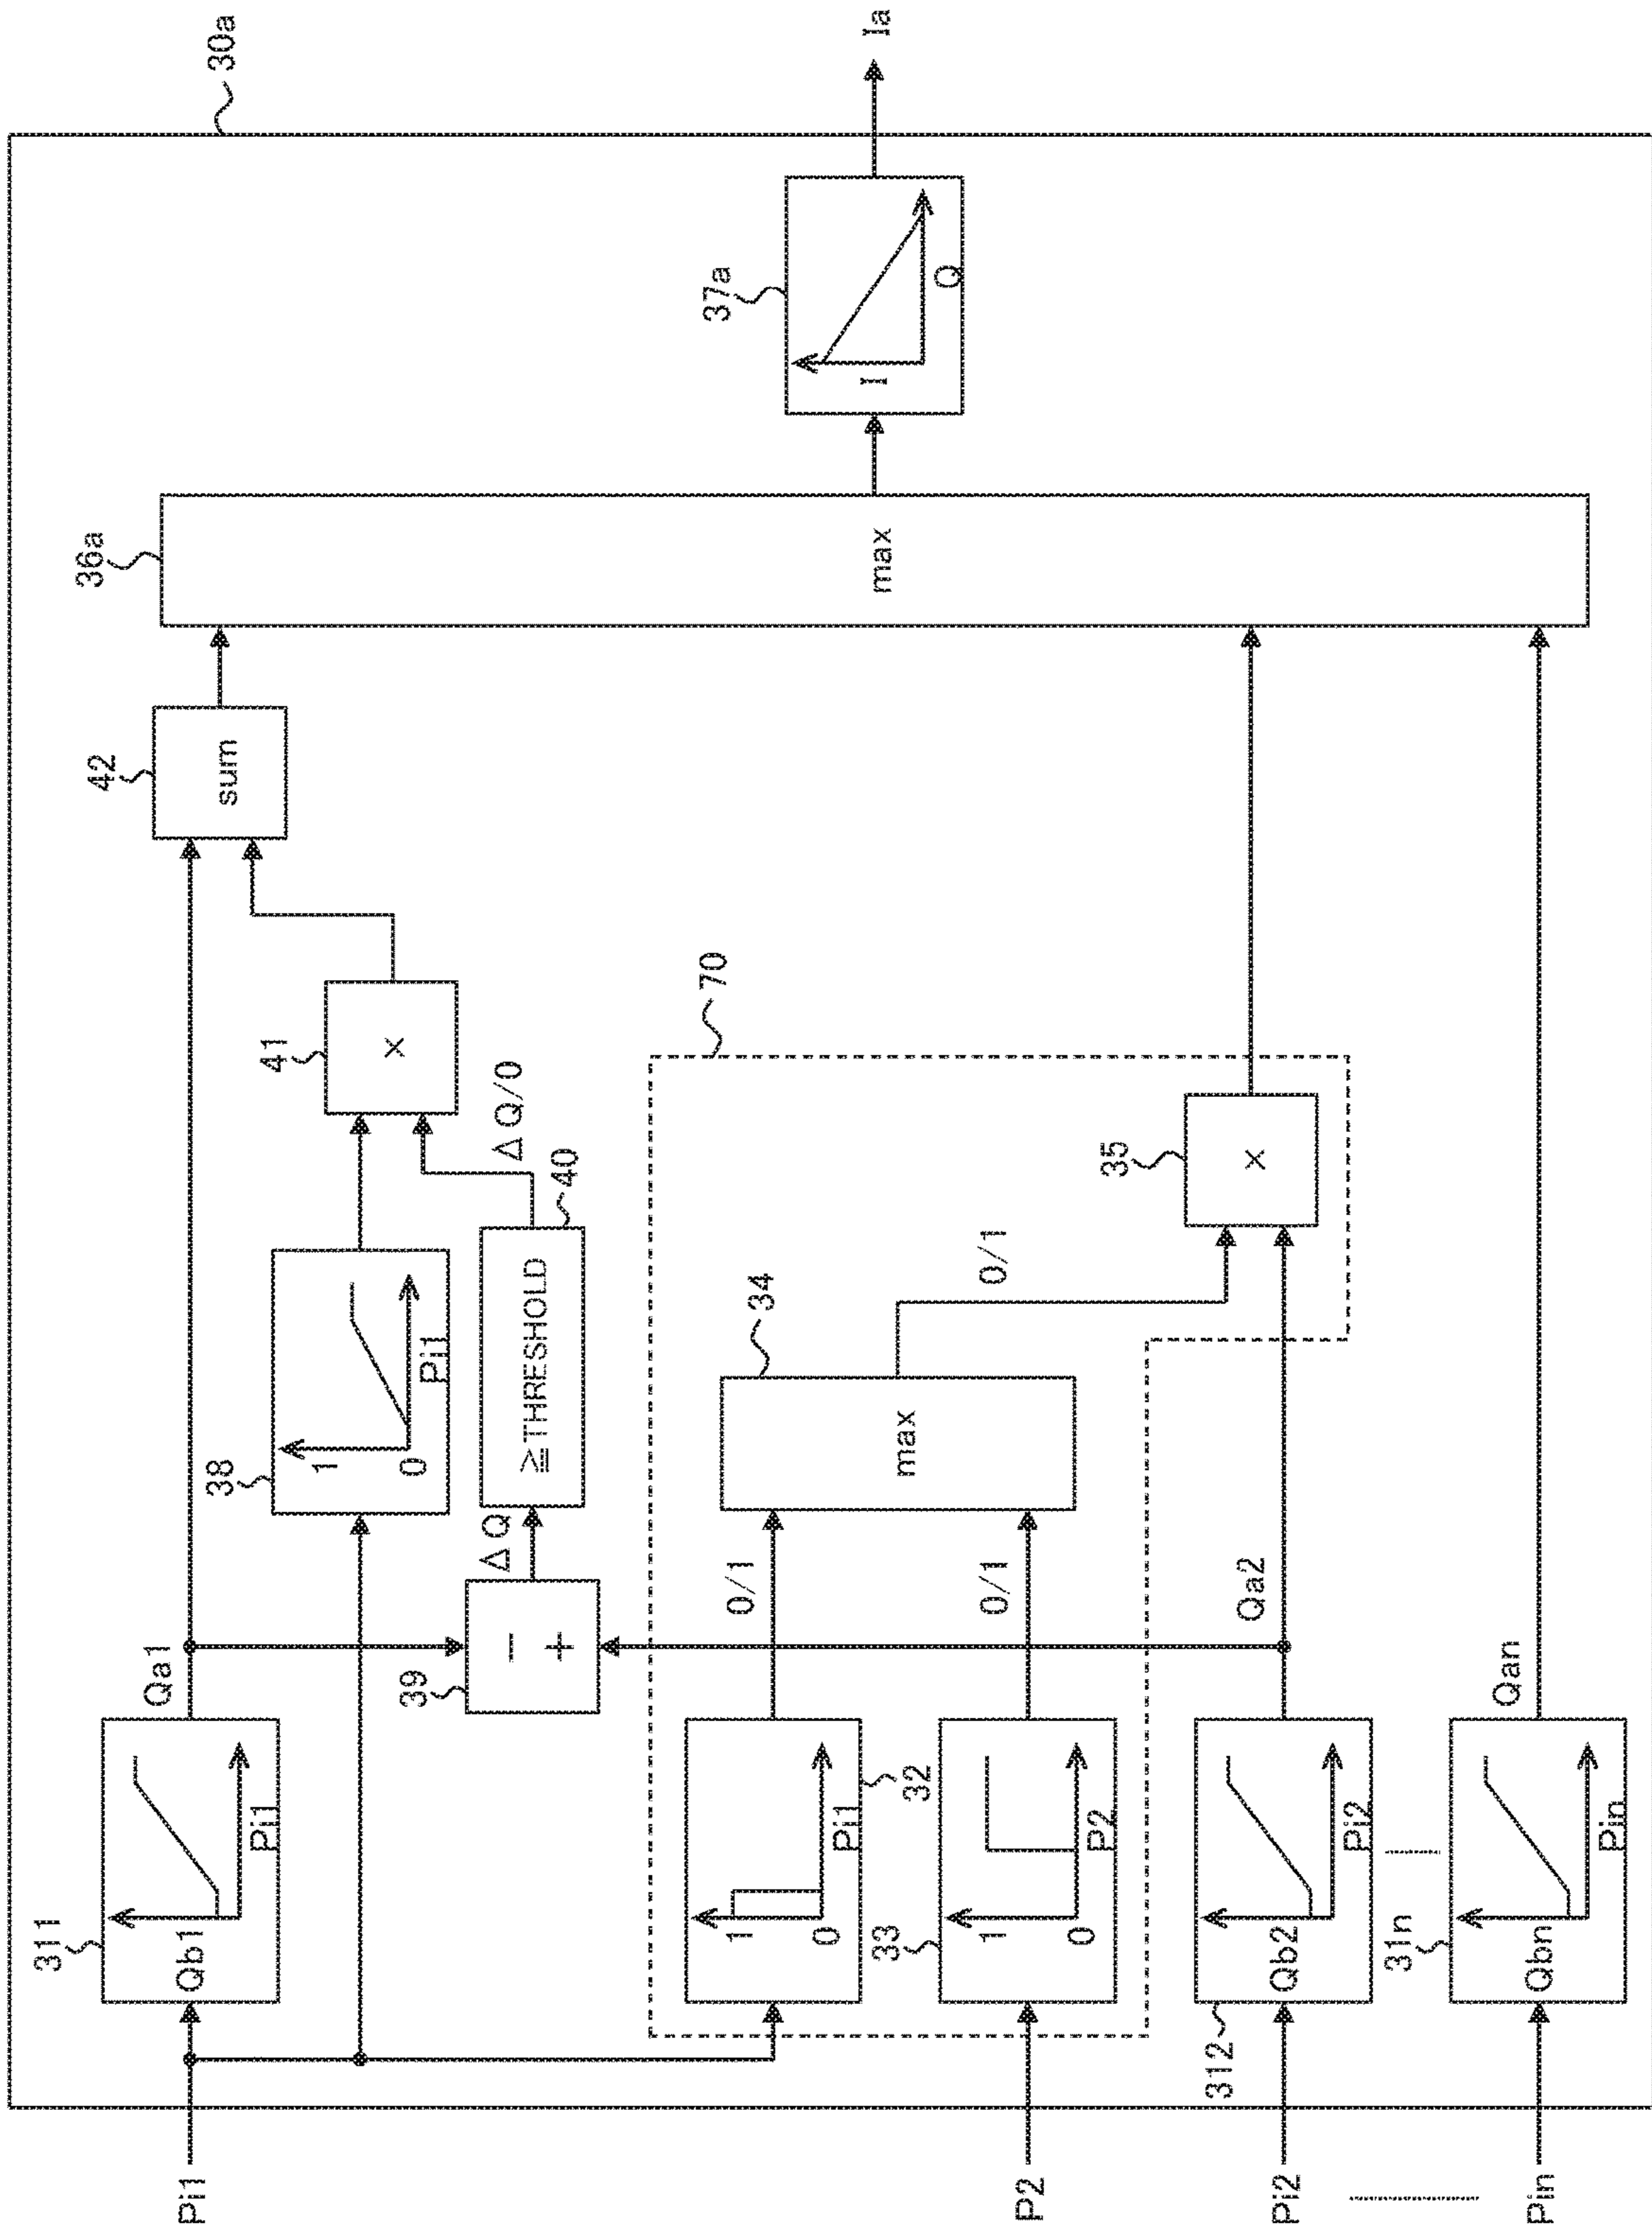 30a
Pi1
311
Qb1
Pi1
Qa1
38
1
0
Pi1
39
−
+
ΔQ
≧THRESHOLD
40
ΔQ/0
41
×
42
sum
36a
max
37a
I
Q
Ia
70
1
0
Pi1
32
0/1
P2
33
1
0
P2
0/1
34
max
0/1
35
×
Pi2
312
Qb2
Pi2
Qa2
Pin
31n
Qbn
Pin
Qan